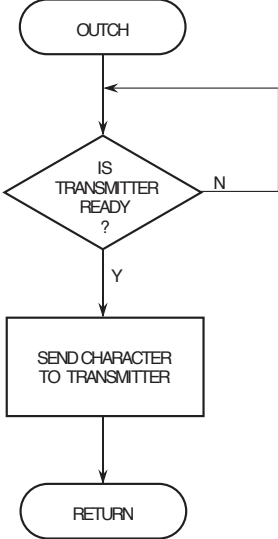 OUTCH
IS
TRANSMITTER
READY
?
N
Y
SEND CHARACTER
TO TRANSMITTER
RETURN